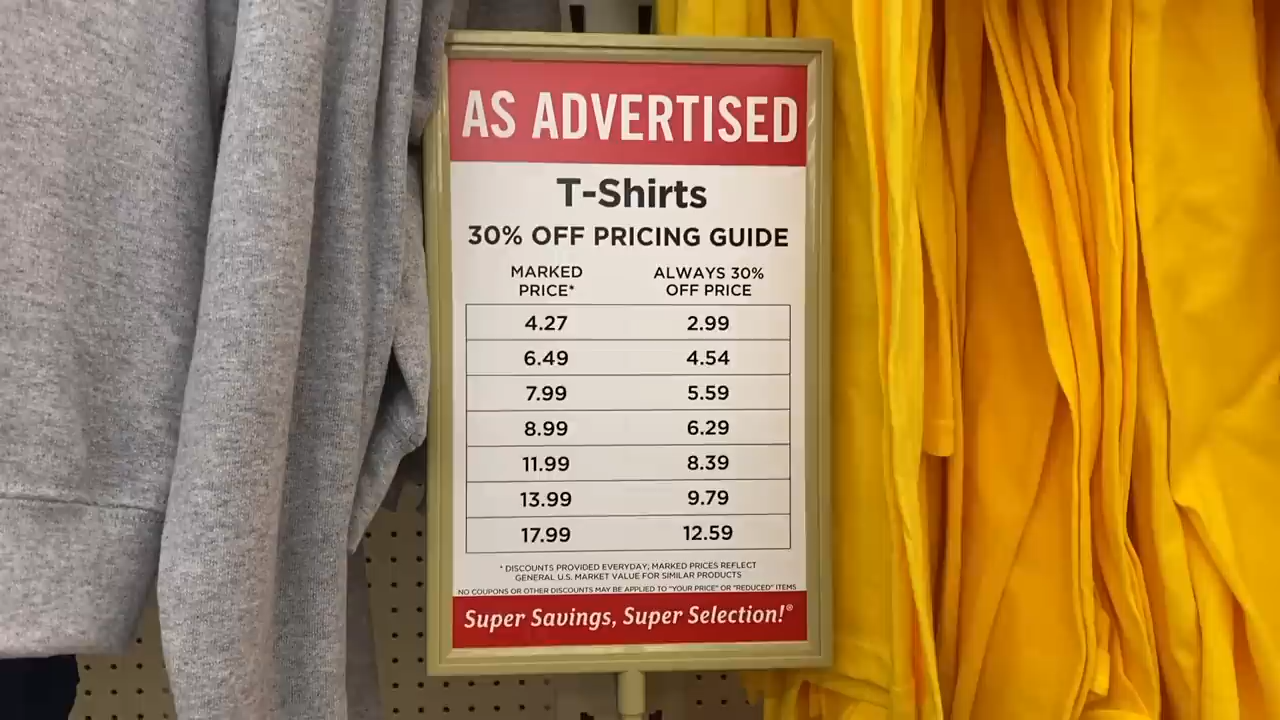 AS ADVERTISED
T-Shirts
30% OFF PRICING GUIDE
MARKED PRICE* ALWAYS 30% OFF PRICE
4.27 2.99
6.49 4.54
7.99 5.59
8.99 6.29
11.99 8.39
13.99 9.79
17.99 12.59
* DISCOUNTS PROVIDED EVERYDAY; MARKED PRICES REFLECT
GENERAL U.S. MARKET VALUE FOR SIMILAR PRODUCTS
NO COUPONS OR OTHER DISCOUNTS MAY BE APPLIED TO "YOUR PRICE" OR "REDUCED" ITEMS
Super Savings, Super Selection!®